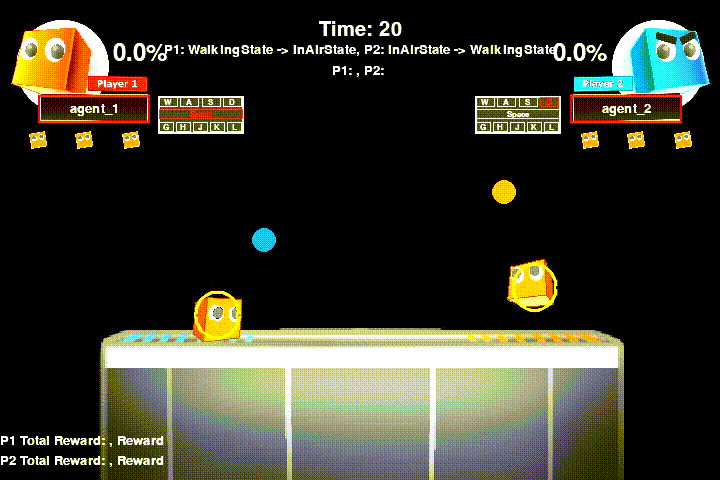 Time: 20
0.0%
P1: WalkingState -> InAirState, P2: InAirState -> WalkingState
0.0%
P1: , P2:
Player 1
Player 2
agent_1
agent_2
W A S D
G H J K L
W A S
Space
G H J K L
P1 Total Reward: , Reward
P2 Total Reward: , Reward